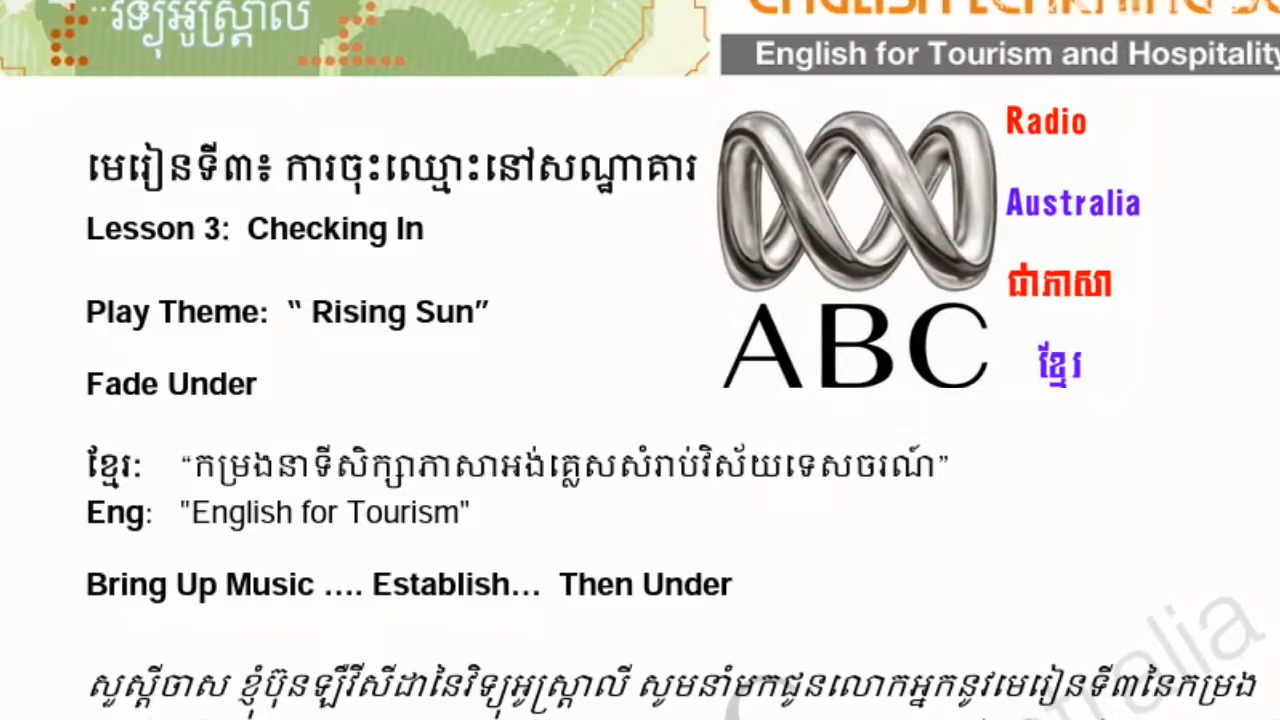 វិទ្យុអូស្ត្រាលី
English for Tourism and Hospitality
Radio
Australia
ជាភាសា
ខ្មែរ
ABC
មេរៀនទី៣៖ ការចុះឈ្មោះនៅសណ្ឋាគារ
Lesson 3: Checking In
Play Theme: “ Rising Sun”
Fade Under
ខ្មែរ: “កម្រងនាទីសិក្សាភាសាអង់គ្លេសសំរាប់វិស័យទេសចរណ៍”
Eng: "English for Tourism"
Bring Up Music .... Establish... Then Under
សួស្តីចាស ខ្ញុំប៊ុនឡឺវីសីដានៃវិទ្យុអូស្ត្រាលី សូមនាំមកជូនលោកអ្នកនូវមេរៀនទី៣នៃកម្រង